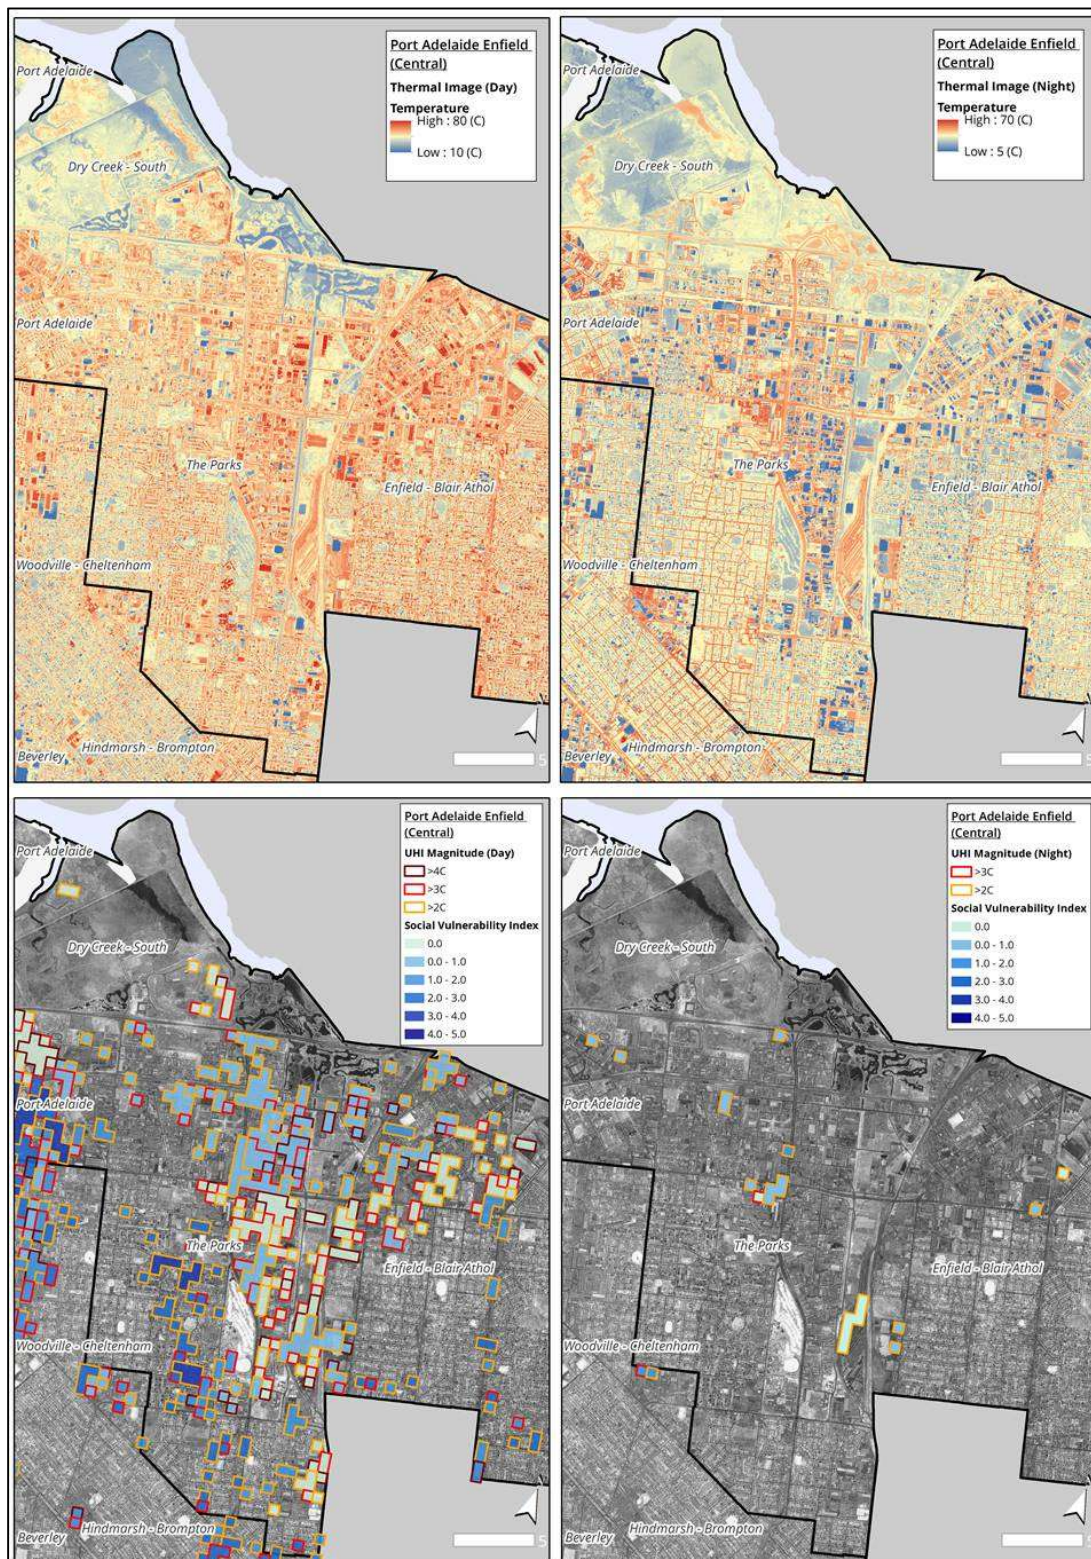 Port Adelaide Enfield
(Central)
Thermal Image (Day)
Temperature
High : 80 (C)
Low : 10 (C)
Port Adelaide
Dry Creek - South
Port Adelaide
The Parks
Enfield - Blair Athol
Woodville - Cheltenham
Beverley
Hindmarsh - Brompton
5
Port Adelaide Enfield
(Central)
Thermal Image (Night)
Temperature
High : 70 (C)
Low : 5 (C)
Port Adelaide
Dry Creek - South
Port Adelaide
The Parks
Enfield - Blair Athol
Woodville - Cheltenham
Beverley
Hindmarsh - Brompton
Port Adelaide Enfield
(Central)
UHI Magnitude (Day)
>4C
>3C
>2C
Social Vulnerability Index
0.0
0.0 - 1.0
1.0 - 2.0
2.0 - 3.0
3.0 - 4.0
4.0 - 5.0
Port Adelaide
Dry Creek - South
Port Adelaide
The Parks
Enfield - Blair Athol
Woodville - Cheltenham
Beverley
Hindmarsh - Brompton
5
Port Adelaide Enfield
(Central)
UHI Magnitude (Night)
>3C
>2C
Social Vulnerability Index
0.0
0.0 - 1.0
1.0 - 2.0
2.0 - 3.0
3.0 - 4.0
4.0 - 5.0
Port Adelaide
Dry Creek - South
Port Adelaide
The Parks
Enfield - Blair Athol
Woodville - Cheltenham
Beverley
Hindmarsh - Brompton